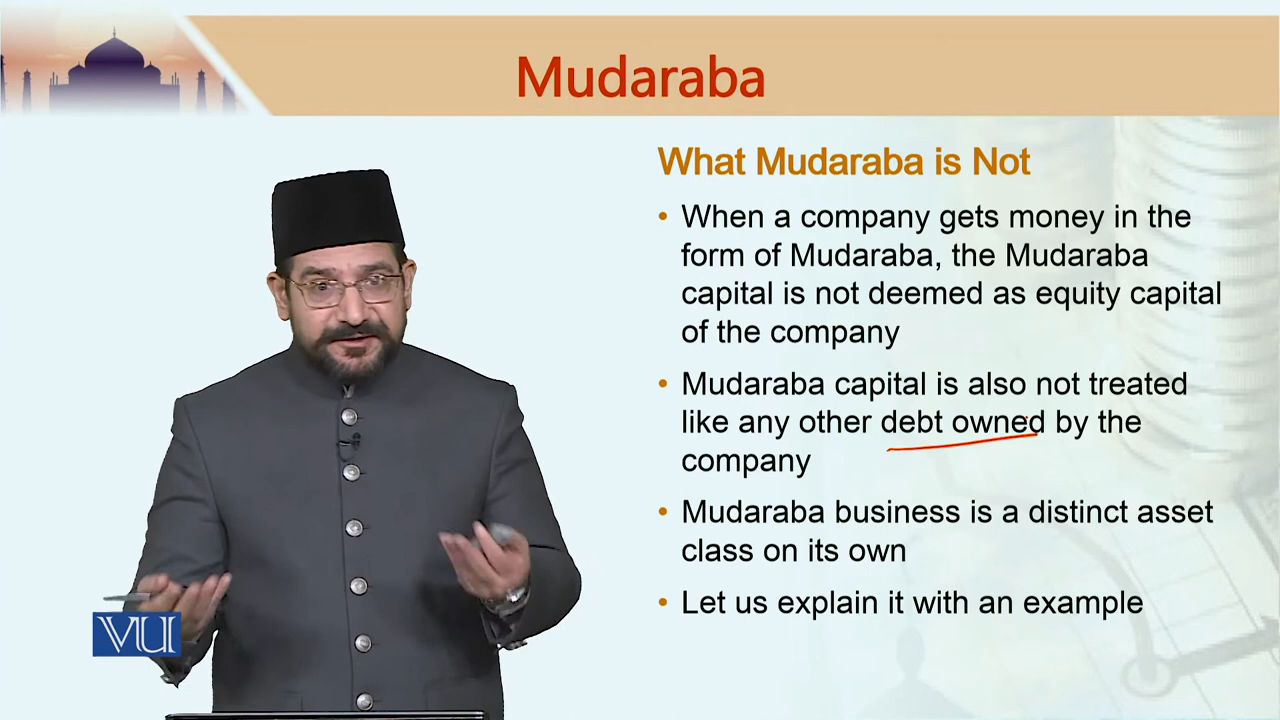 Mudaraba
What Mudaraba is Not
• When a company gets money in the
form of Mudaraba, the Mudaraba
capital is not deemed as equity capital
of the company
• Mudaraba capital is also not treated
like any other debt owned by the
company
• Mudaraba business is a distinct asset
class on its own
• Let us explain it with an example
VU